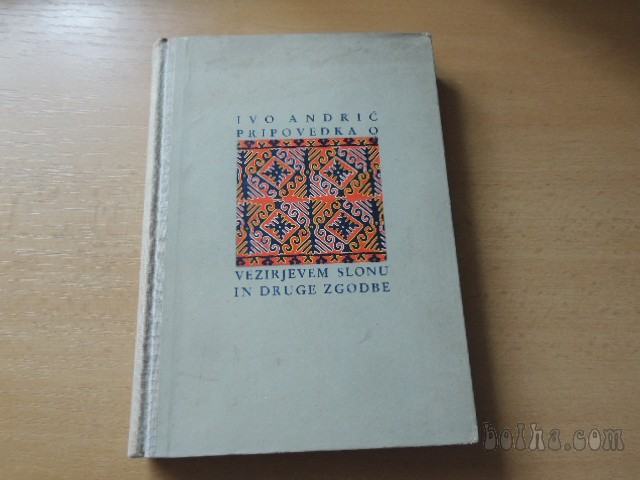 IVO ANDRIĆ
PRIPOVEDKA O
VEZIRJEVEM SLONU
IN DRUGE ZGODBE
bolha.com